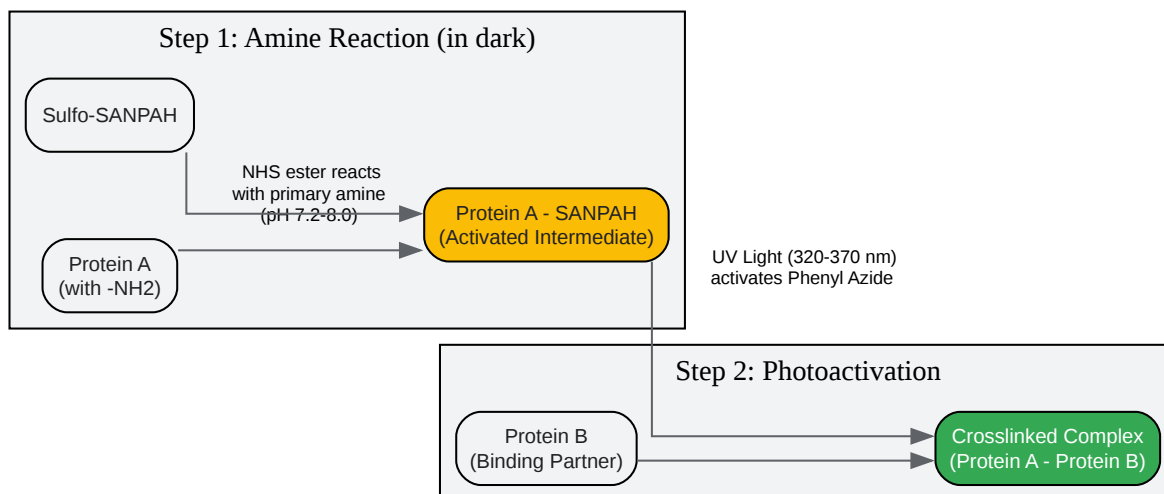 Step 1: Amine Reaction (in dark)
Sulfo-SANPAH
NHS ester reacts
with primary amine
(pH 7.2-8.0)
Protein A - SANPAH
(Activated Intermediate)
Protein A
(with -NH2)
UV Light (320-370 nm)
activates Phenyl Azide
Step 2: Photoactivation
Protein B
(Binding Partner)
Crosslinked Complex
(Protein A - Protein B)